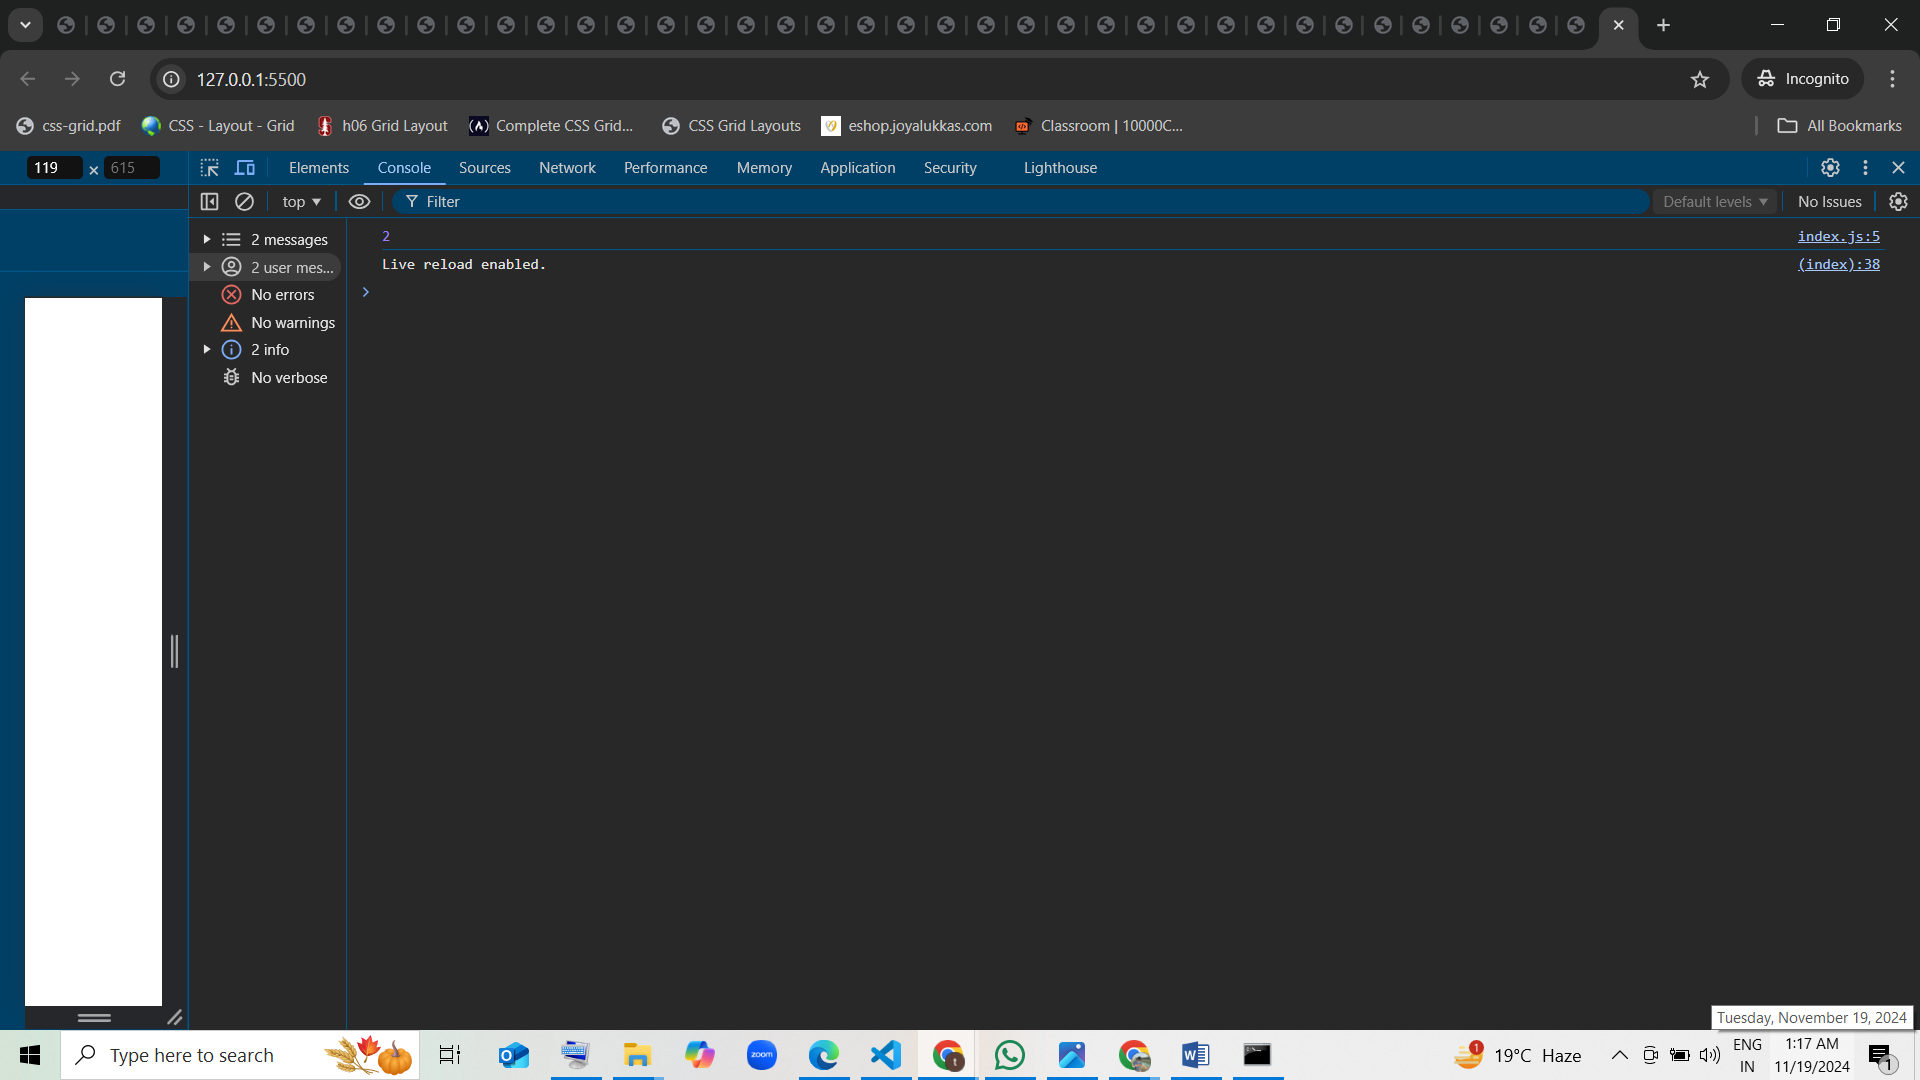 127.0.0.1:5500
Incognito
css-grid.pdf
CSS - Layout - Grid
h06 Grid Layout
Complete CSS Grid...
CSS Grid Layouts
eshop.joyalukkas.com
Classroom | 10000C...
All Bookmarks
119 × 615
Elements
Console
Sources
Network
Performance
Memory
Application
Security
Lighthouse
top
Filter
Default levels
No Issues
2 messages
2 user mes...
No errors
No warnings
2 info
No verbose
2
index.js:5
Live reload enabled.
(index):38
Tuesday, November 19, 2024
Type here to search
zoom
t
1
19°C Haze
ENG
IN
1:17 AM
11/19/2024
1